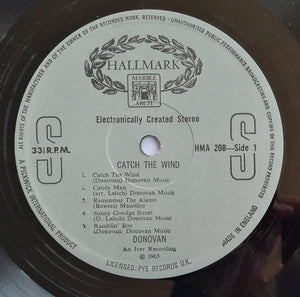 ALL RIGHTS OF THE MANUFACTURER AND OF THE OWNER OF THE RECORDED WORK RESERVED · UNAUTHORISED PUBLIC PERFORMANCE BROADCASTING AND COPYING OF THIS RECORD PROHIBITED
HALLMARK
MARBLE
ARCH
Electronically Created Stereo
S S
33⅓ R.P.M.
HMA 200—Side 1
CATCH THE WIND
1. Catch The Wind
(Donovan) Donovan Music
2. Candy Man
(arr. Leitch) Donovan Music
3. Remember The Alamo
(Bowers) Macolico
4. Sunny Goodge Street
(D. Leitch) Donovan Music
5. Ramblin' Boy
(Donovan) Donovan Music
DONOVAN
An Iver Recording
℗ 1965
A PICKWICK INTERNATIONAL PRODUCT
LICENSED: PYE RECORDS U.K.
MADE IN ENGLAND